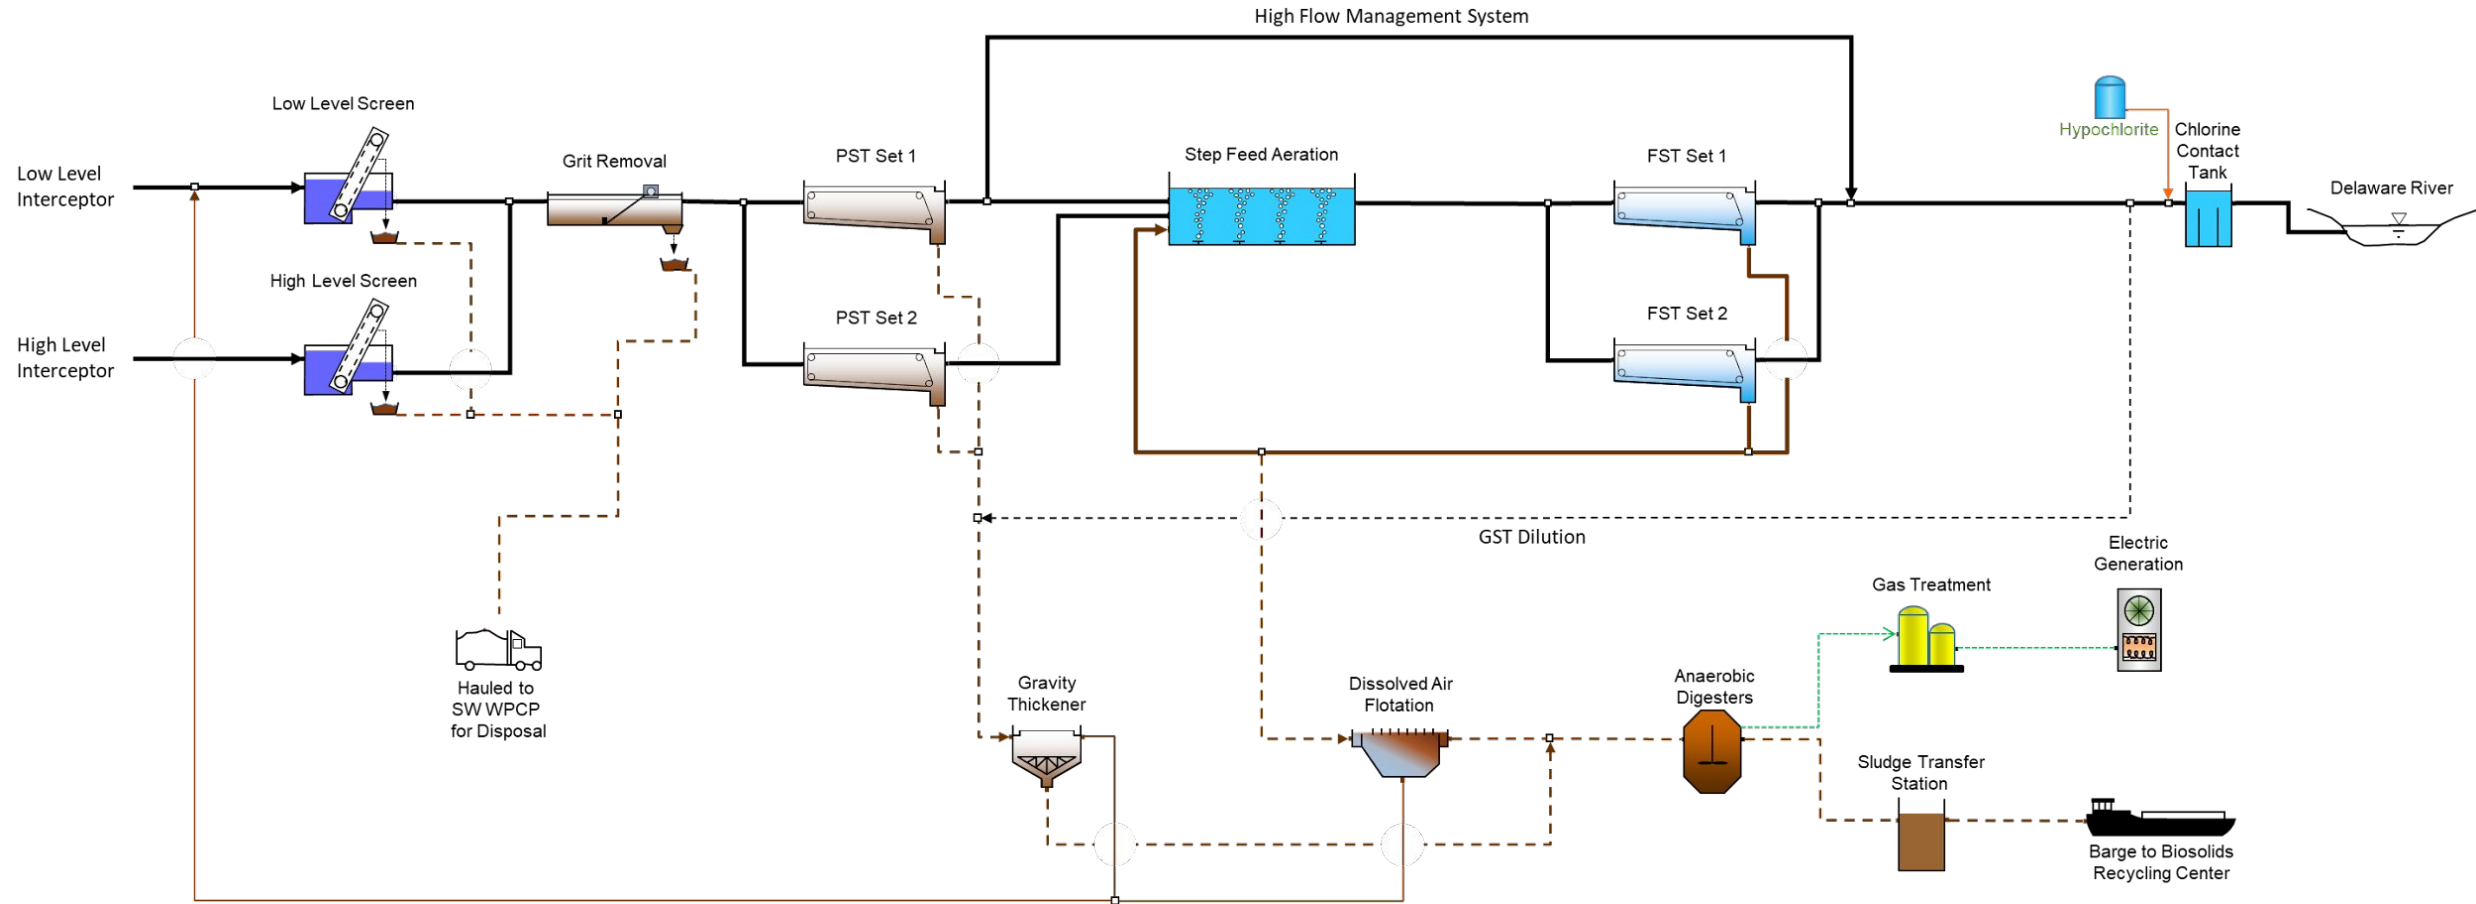 High Flow Management System
Low Level Screen
Hypochlorite
Chlorine
Contact
Tank
Grit Removal
PST Set 1
Step Feed Aeration
FST Set 1
Low Level
Interceptor
Delaware River
High Level Screen
PST Set 2
FST Set 2
High Level
Interceptor
GST Dilution
Electric
Generation
Gas Treatment
Hauled to
SW WPCP
for Disposal
Gravity
Thickener
Dissolved Air
Flotation
Anaerobic
Digesters
Sludge Transfer
Station
Barge to Biosolids
Recycling Center